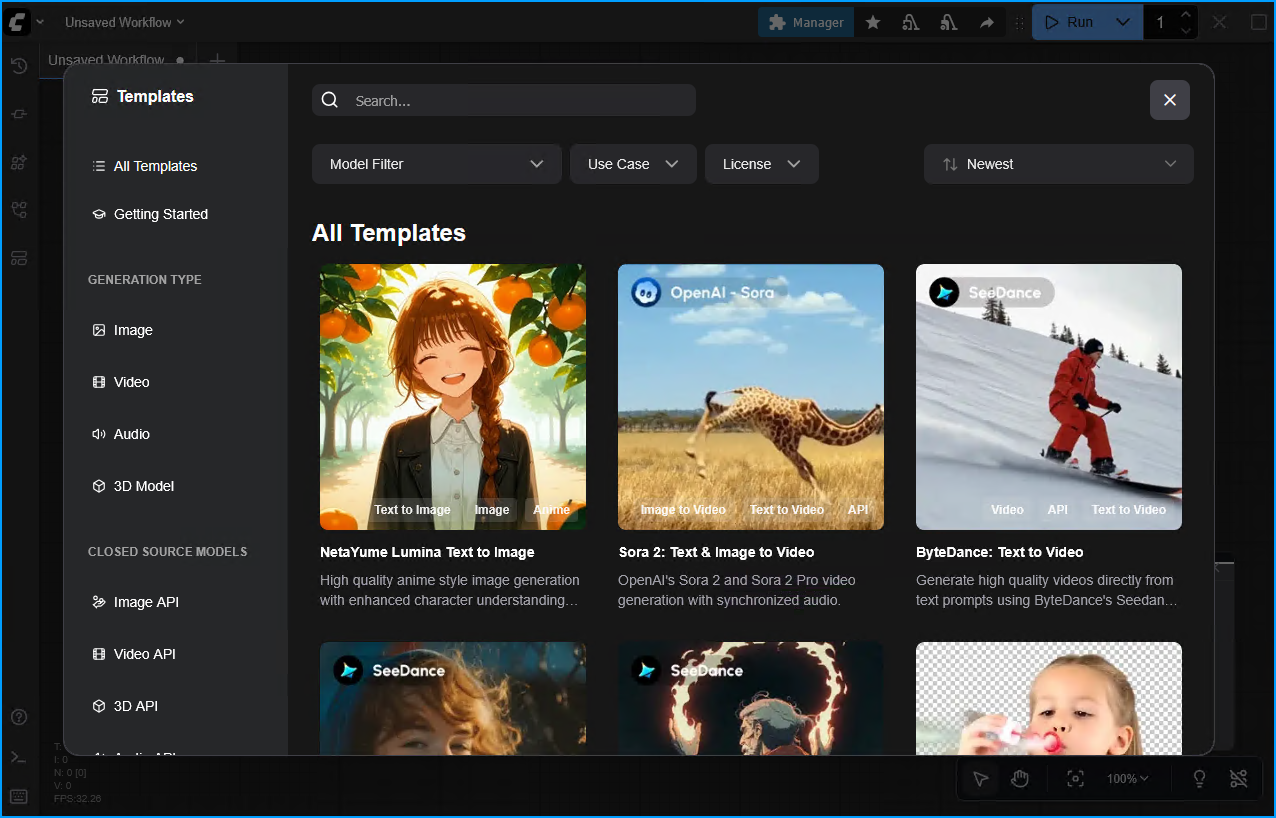 Unsaved Workflow
Manager
Run
1
Unsaved Workflow
Templates
Search...
All Templates
Getting Started
Model Filter
Use Case
License
Newest
GENERATION TYPE
Image
Video
Audio
3D Model
CLOSED SOURCE MODELS
Image API
Video API
3D API
Audio API
All Templates
Text to Image
Image
Anime
NetaYume Lumina Text to Image
High quality anime style image generation
with enhanced character understanding…
OpenAI - Sora
Image to Video
Text to Video
API
Sora 2: Text & Image to Video
OpenAI's Sora 2 and Sora 2 Pro video
generation with synchronized audio.
SeeDance
Video
API
Text to Video
ByteDance: Text to Video
Generate high quality videos directly from
text prompts using ByteDance's Seedan…
SeeDance
SeeDance
T:
I: 0
N: 0 [0]
V: 0
FPS:32.26
100%